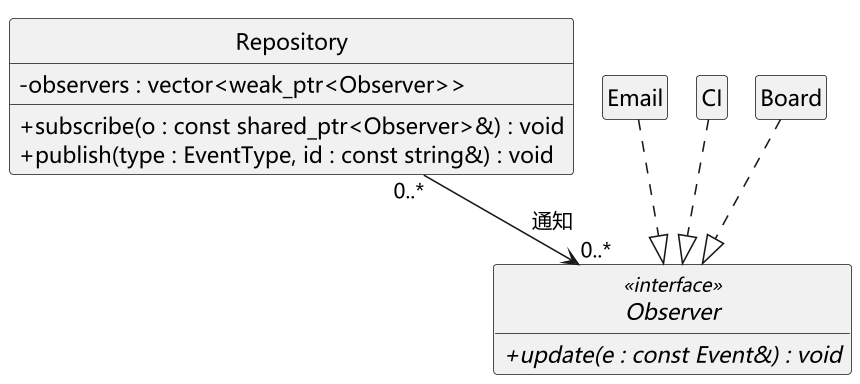 Repository
-observers : vector<weak_ptr<Observer>>
+subscribe(o : const shared_ptr<Observer>&) : void
+publish(type : EventType, id : const string&) : void
Email
CI
Board
0..*
通知
0..*
«interface»
Observer
+update(e : const Event&) : void